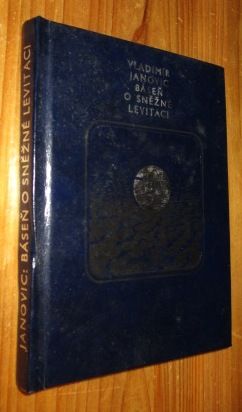 VLADIMÍR
JANOVIC
BÁSEŇ
O SNĚŽNÉ
LEVITACI
JANOVIC: BÁSEŇ O SNĚŽNÉ LEVITACI